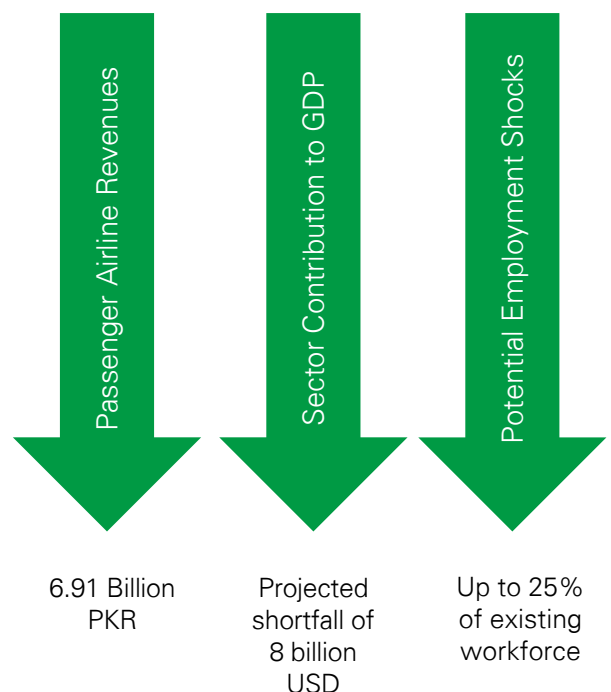 Passenger Airline Revenues
Sector Contribution to GDP
Potential Employment Shocks
6.91 Billion
PKR
Projected
shortfall of
8 billion
USD
Up to 25%
of existing
workforce